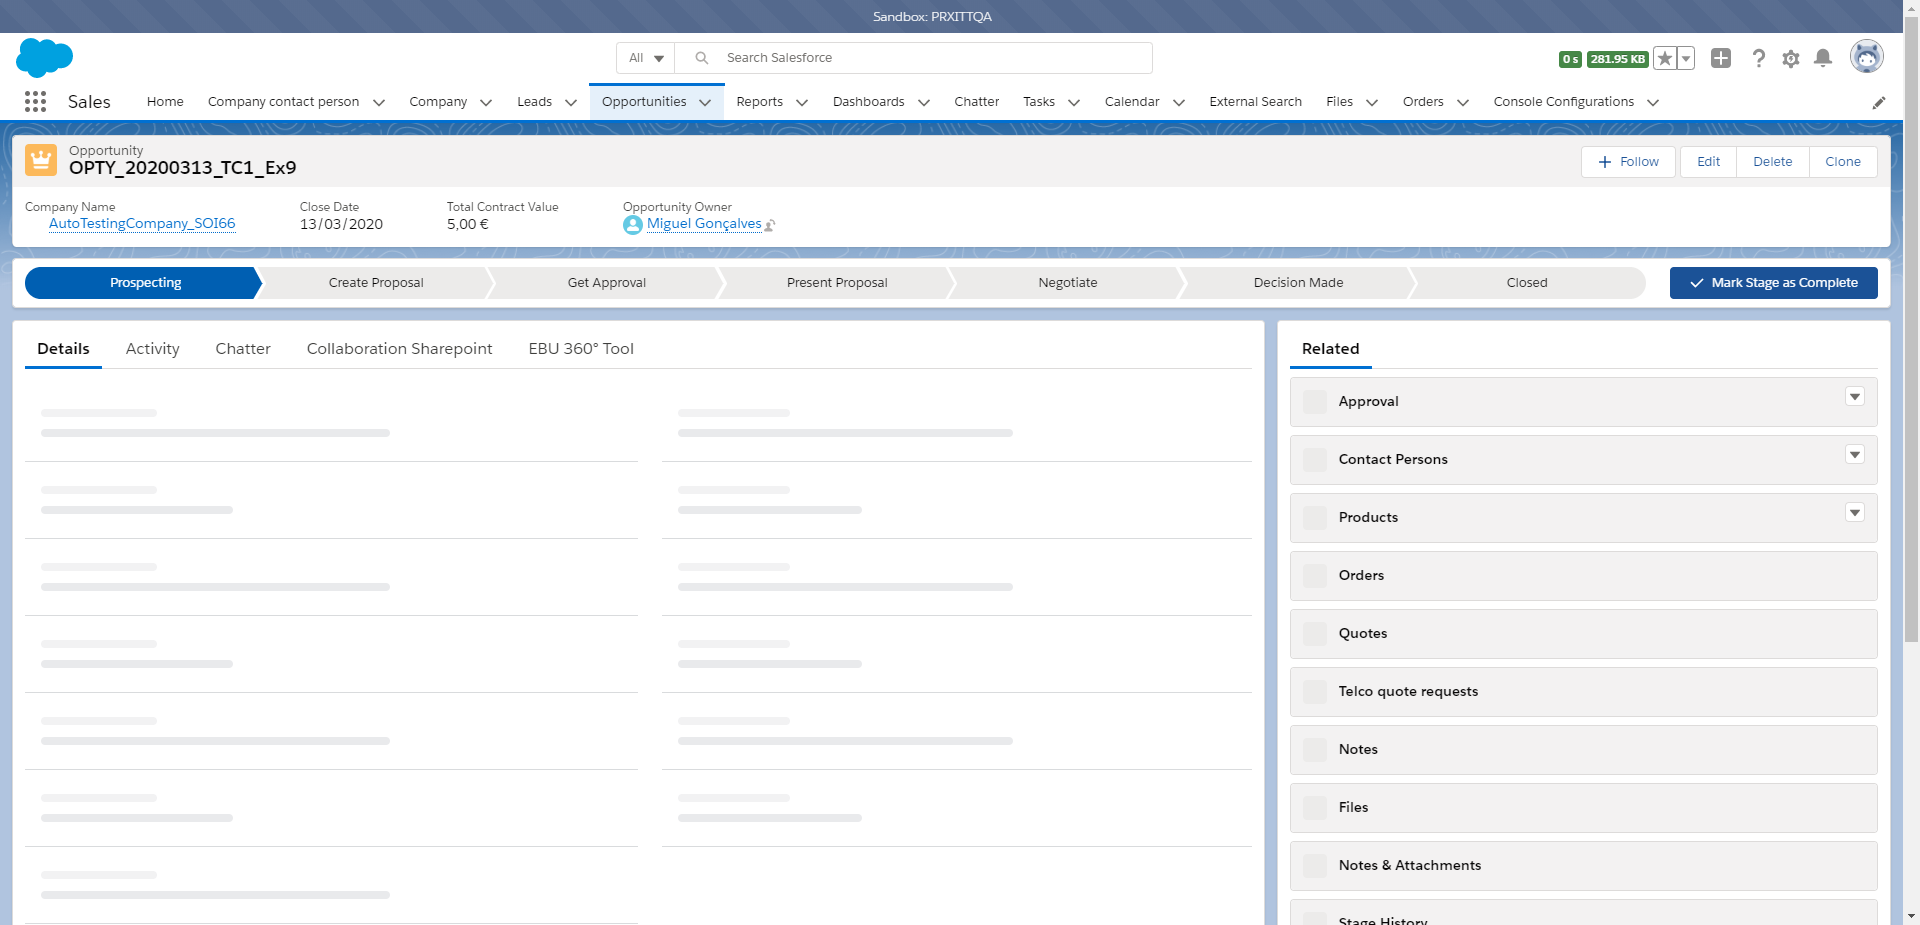 Sandbox: PRXITTQA
All Search Salesforce
0 s 281.95 KB
Sales Home Company contact person Company Leads Opportunities Reports Dashboards Chatter Tasks Calendar External Search Files Orders Console Configurations
Opportunity
OPTY_20200313_TC1_Ex9
Follow Edit Delete Clone
Company Name Close Date Total Contract Value Opportunity Owner
AutoTestingCompany_SOI66 13/03/2020 5,00 € Miguel Gonçalves
Prospecting Create Proposal Get Approval Present Proposal Negotiate Decision Made Closed Mark Stage as Complete
Details Activity Chatter Collaboration Sharepoint EBU 360° Tool
Related
Approval
Contact Persons
Products
Orders
Quotes
Telco quote requests
Notes
Files
Notes & Attachments
Stage History